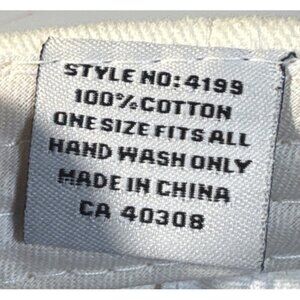 STYLE NO:4199
100%COTTON
ONE SIZE FITS ALL
HAND WASH ONLY
MADE IN CHINA
CA 40308